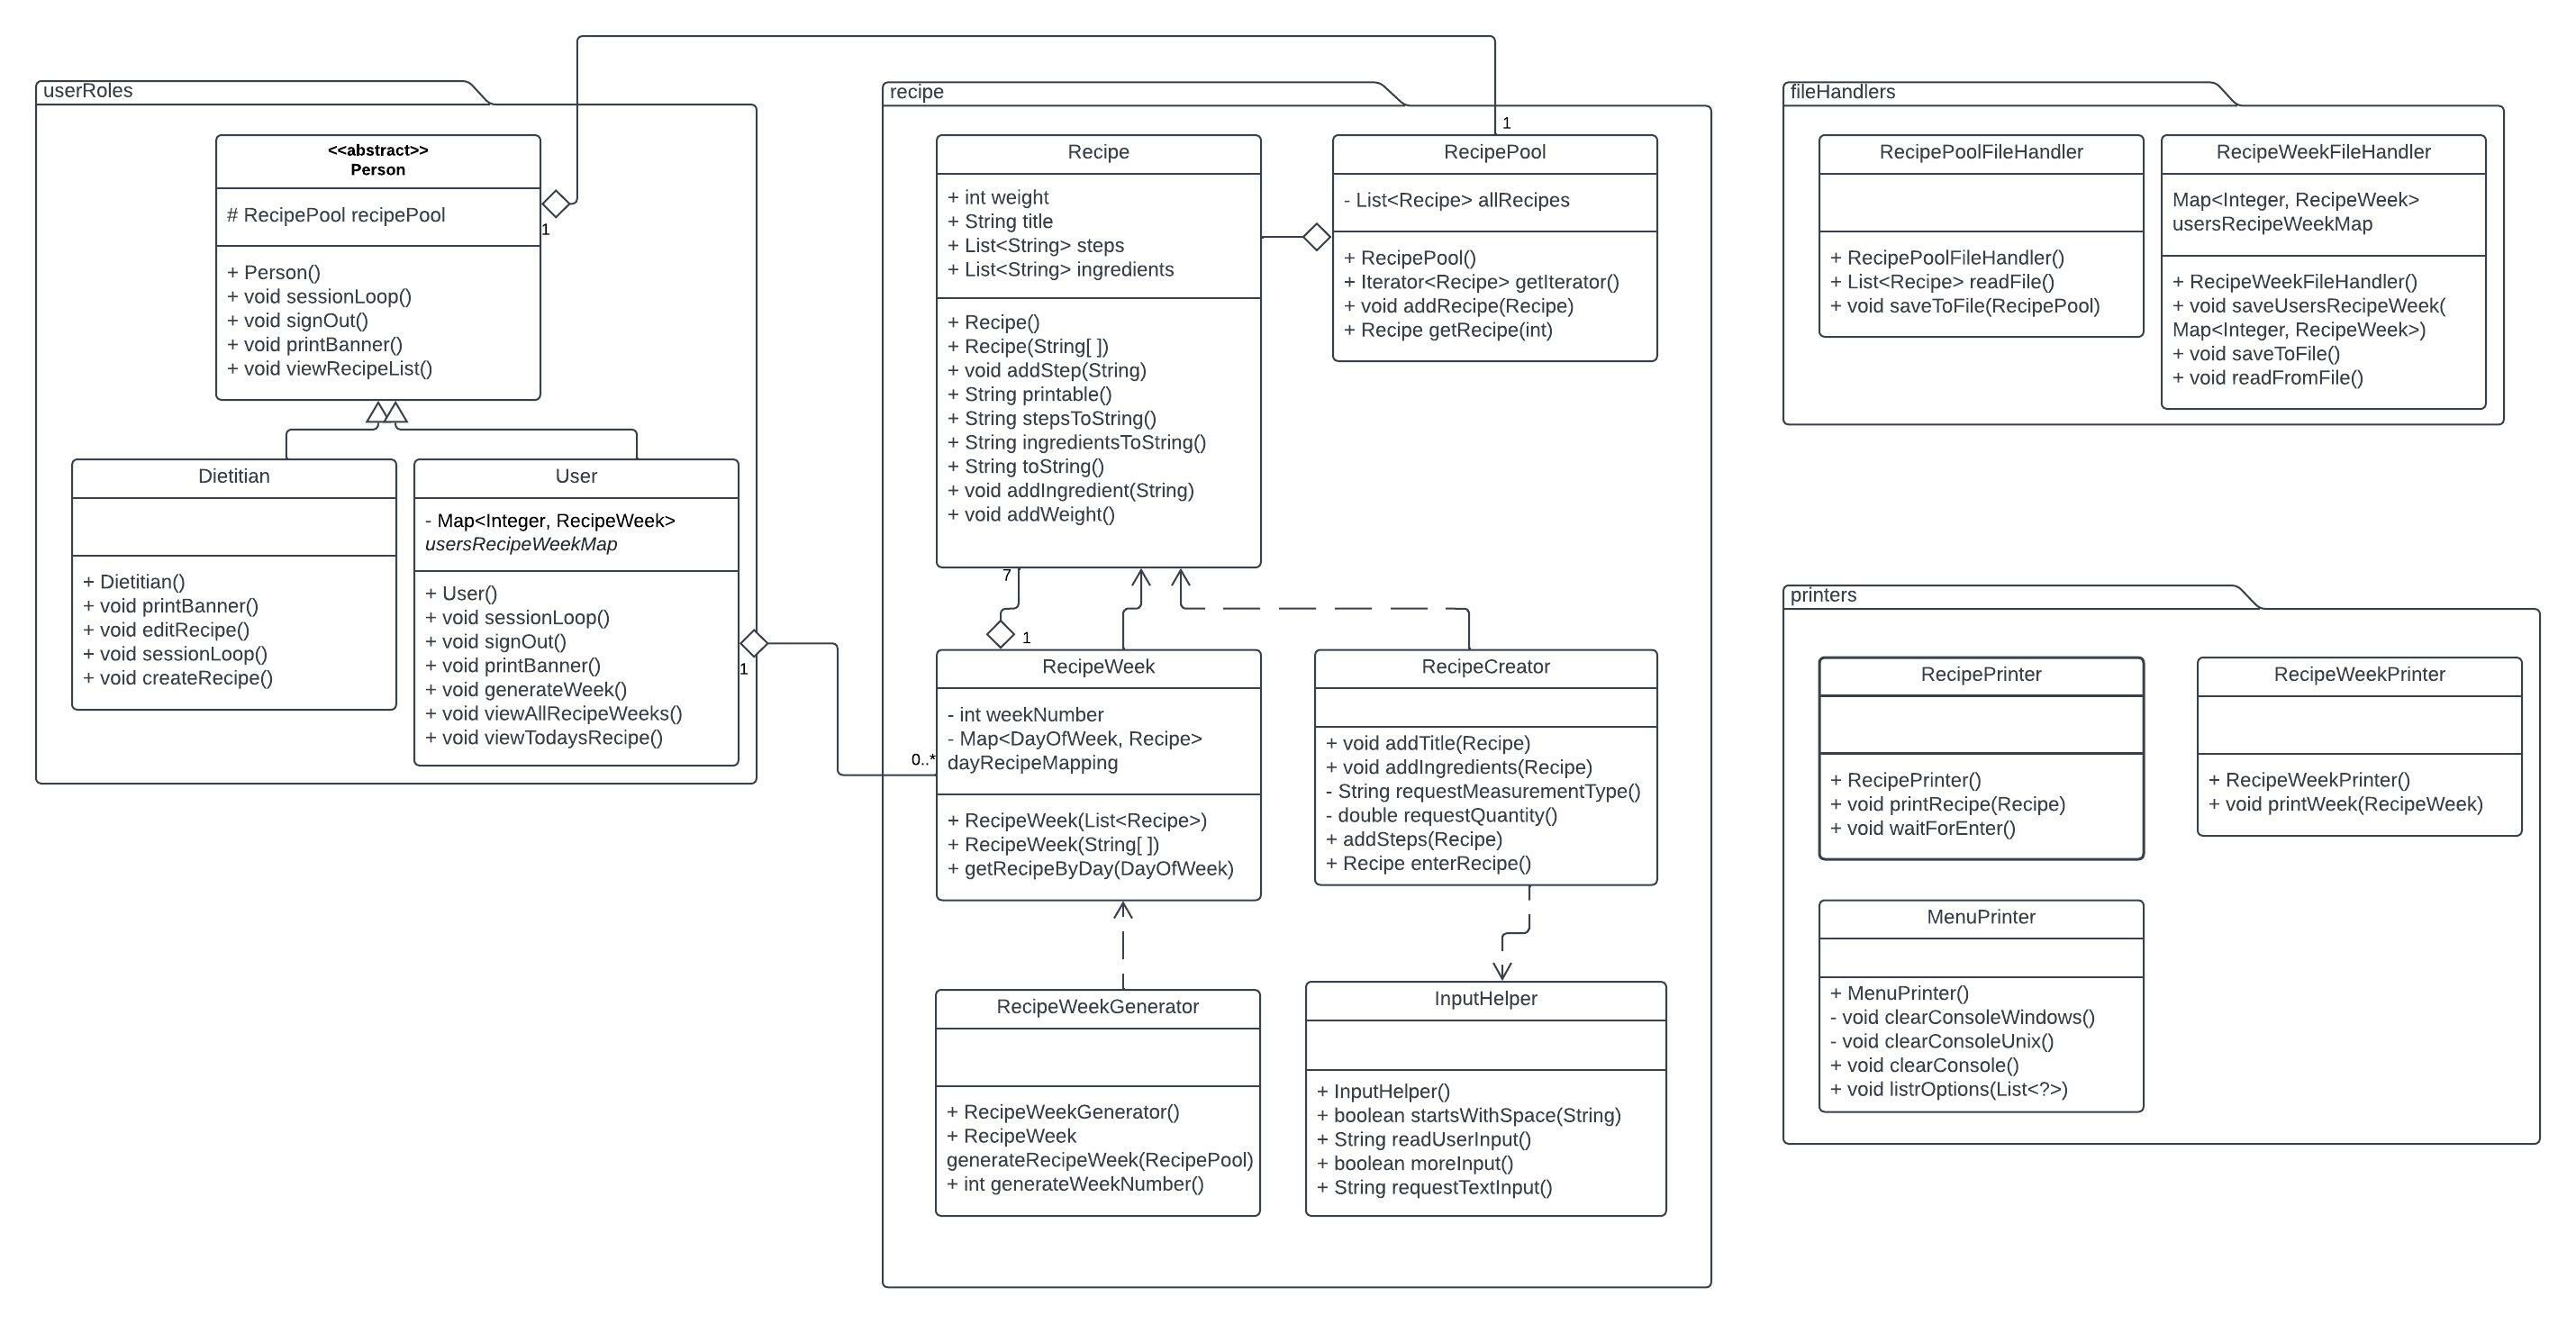 userRoles
<<abstract>>
Person
# RecipePool recipePool
1
+ Person()
+ void sessionLoop()
+ void signOut()
+ void printBanner()
+ void viewRecipeList()
Dietitian
+ Dietitian()
+ void printBanner()
+ void editRecipe()
+ void sessionLoop()
+ void createRecipe()
User
- Map<Integer, RecipeWeek>
usersRecipeWeekMap
+ User()
+ void sessionLoop()
+ void signOut()
+ void printBanner()
+ void generateWeek()
+ void viewAllRecipeWeeks()
+ void viewTodaysRecipe()
1
recipe
Recipe
+ int weight
+ String title
+ List<String> steps
+ List<String> ingredients
+ Recipe()
+ Recipe(String[ ])
+ void addStep(String)
+ String printable()
+ String stepsToString()
+ String ingredientsToString()
+ String toString()
+ void addIngredient(String)
+ void addWeight()
1
RecipePool
- List<Recipe> allRecipes
+ RecipePool()
+ Iterator<Recipe> getIterator()
+ void addRecipe(Recipe)
+ Recipe getRecipe(int)
7
1
RecipeWeek
- int weekNumber
- Map<DayOfWeek, Recipe>
dayRecipeMapping
0..*
+ RecipeWeek(List<Recipe>)
+ RecipeWeek(String[ ])
+ getRecipeByDay(DayOfWeek)
RecipeCreator
+ void addTitle(Recipe)
+ void addIngredients(Recipe)
- String requestMeasurementType()
- double requestQuantity()
+ addSteps(Recipe)
+ Recipe enterRecipe()
RecipeWeekGenerator
+ RecipeWeekGenerator()
+ RecipeWeek
generateRecipeWeek(RecipePool)
+ int generateWeekNumber()
InputHelper
+ InputHelper()
+ boolean startsWithSpace(String)
+ String readUserInput()
+ boolean moreInput()
+ String requestTextInput()
fileHandlers
RecipePoolFileHandler
+ RecipePoolFileHandler()
+ List<Recipe> readFile()
+ void saveToFile(RecipePool)
RecipeWeekFileHandler
Map<Integer, RecipeWeek>
usersRecipeWeekMap
+ RecipeWeekFileHandler()
+ void saveUsersRecipeWeek(
Map<Integer, RecipeWeek>)
+ void saveToFile()
+ void readFromFile()
printers
RecipePrinter
+ RecipePrinter()
+ void printRecipe(Recipe)
+ void waitForEnter()
RecipeWeekPrinter
+ RecipeWeekPrinter()
+ void printWeek(RecipeWeek)
MenuPrinter
+ MenuPrinter()
- void clearConsoleWindows()
- void clearConsoleUnix()
+ void clearConsole()
+ void listrOptions(List<?>)